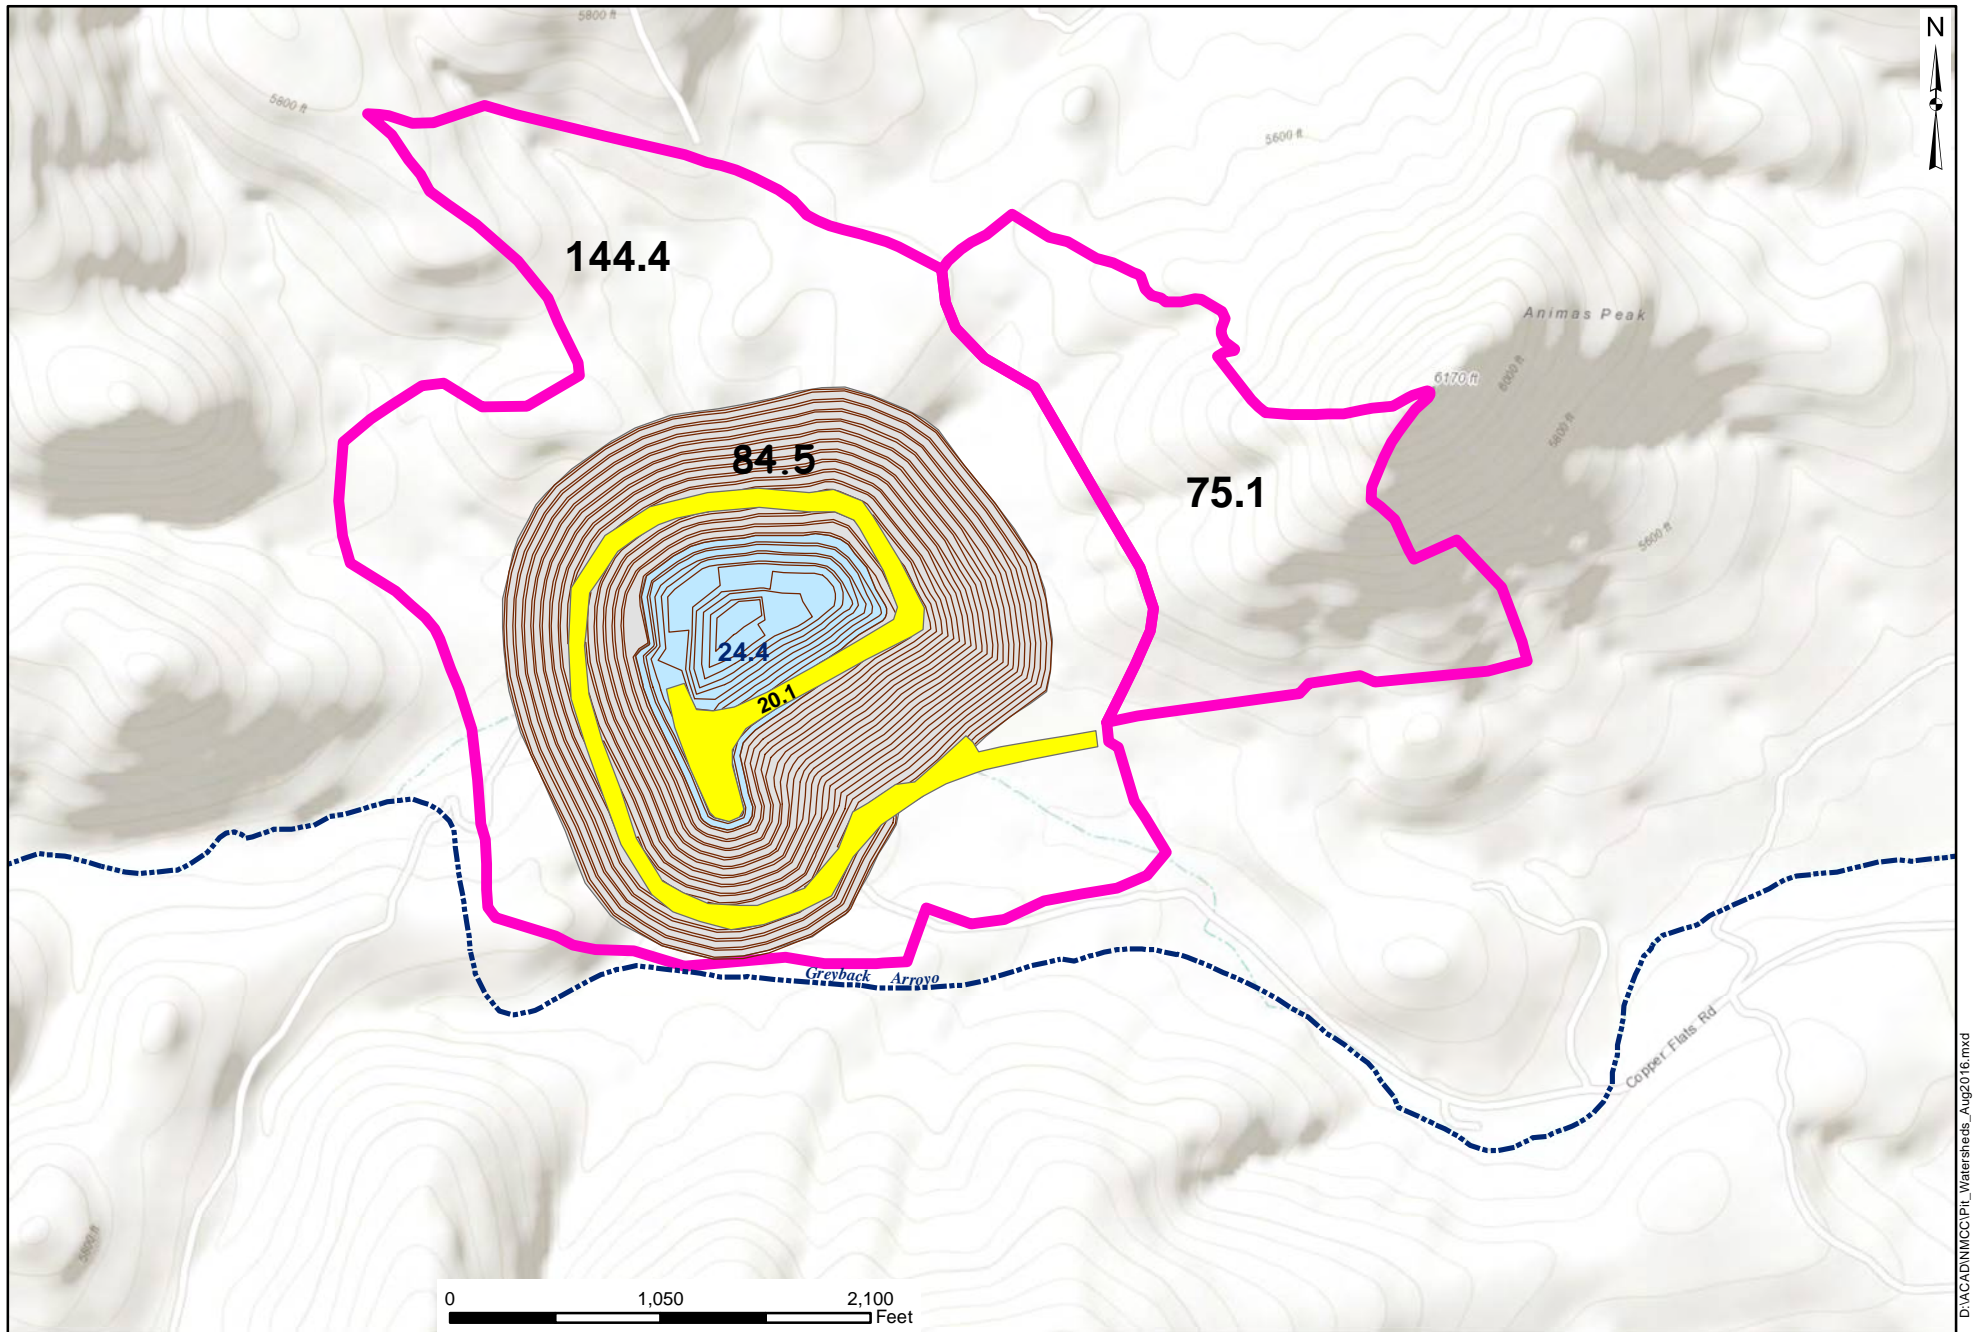 5800 ft
N
5800 ft
5600 ft
144.4
Animas Peak
6170 ft
6000 ft
5800 ft
84.5
75.1
5600 ft
24.4
20.1
Greyback Arroyo
Copper Flats Rd
5800 ft
0 1,050 2,100
Feet
D:\ACAD\NMCC\Pit_Watersheds_Aug2016.mxd